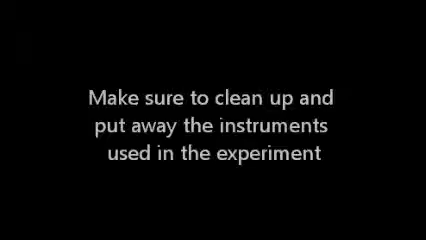 Make sure to clean up and
put away the instruments
used in the experiment